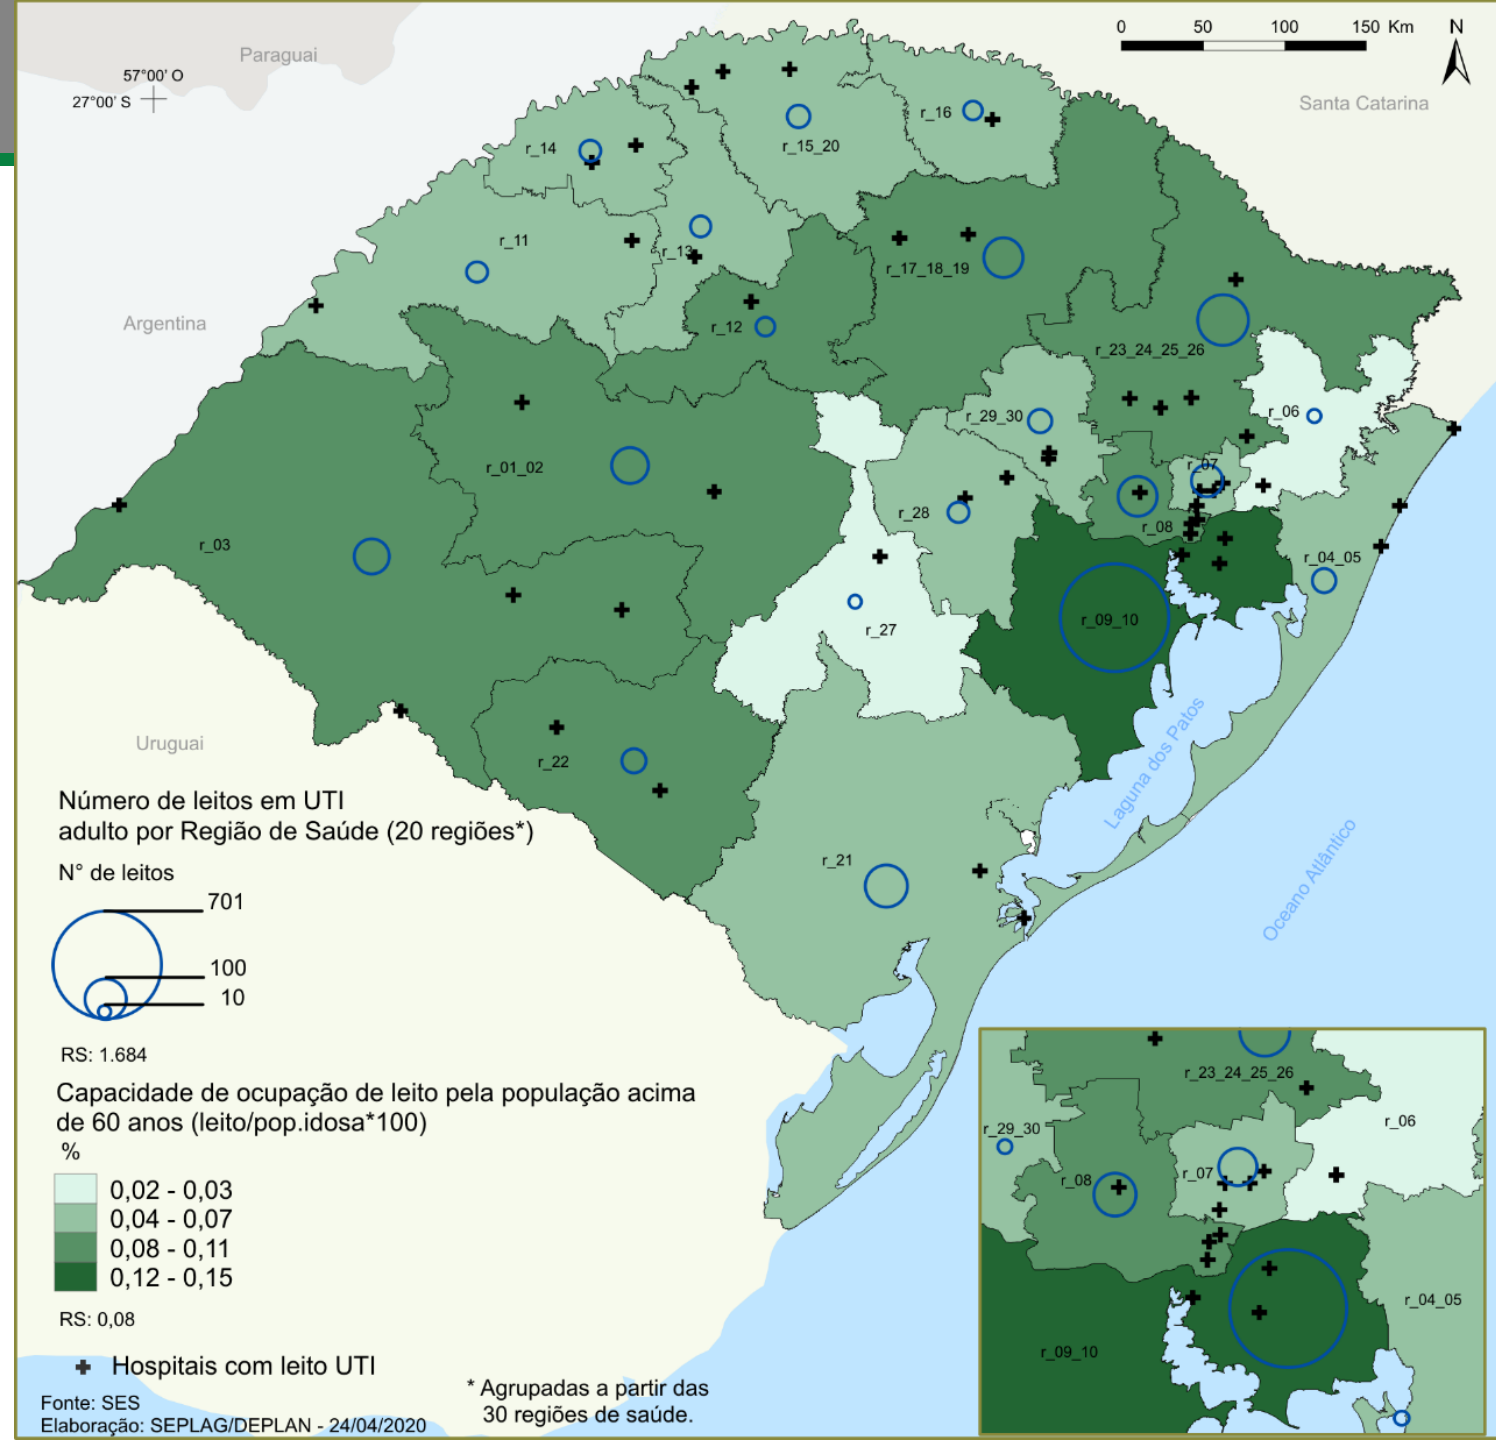 0 50 100 150 Km N
Paraguai
57°00' O
27°00' S
Santa Catarina
r_16
r_14
r_15_20
r_11
r_13
r_17_18_19
Argentina
r_12
r_23_24_25_26
r_29_30
r_06
r_01_02
r_07
r_28
r_08
r_03
r_04_05
r_09_10
r_27
Laguna dos Patos
Uruguai
r_22
Número de leitos em UTI
adulto por Região de Saúde (20 regiões*)
r_21
Oceano Atlântico
N° de leitos
701
100
10
RS: 1.684
Capacidade de ocupação de leito pela população acima
de 60 anos (leito/pop.idosa*100)
%
0,02 - 0,03
0,04 - 0,07
0,08 - 0,11
0,12 - 0,15
RS: 0,08
Hospitais com leito UTI
Fonte: SES
Elaboração: SEPLAG/DEPLAN - 24/04/2020
* Agrupadas a partir das
30 regiões de saúde.
r_23_24_25_26
r_29_30
r_06
r_07
r_08
r_04_05
r_09_10